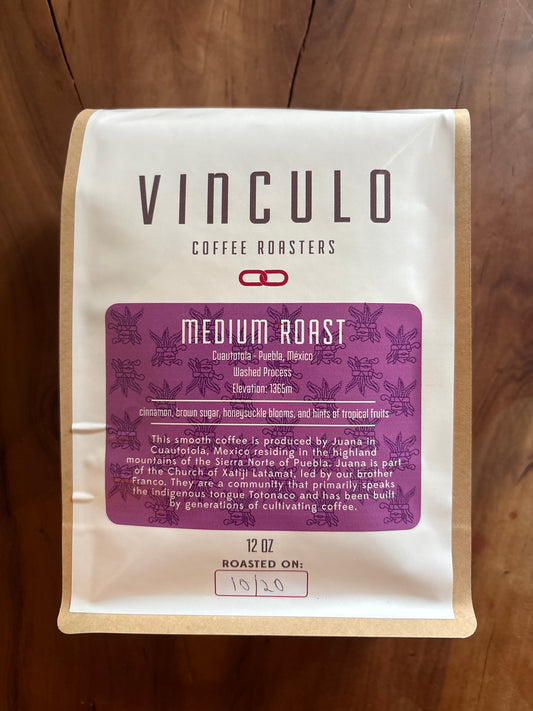 VINCULO
COFFEE ROASTERS
MEDIUM ROAST
Cuautotola - Puebla, México
Washed Process
Elevation: 1365m
cinnamon, brown sugar, honeysuckle blooms, and hints of tropical fruits
This smooth coffee is produced by Juana in
Cuautotola, Mexico residing in the highland
mountains of the Sierra Norte of Puebla. Juana is part
of the Church of Xatiji Latamat, led by our brother
Franco. They are a community that primarily speaks
the indigenous tongue Totonaco and has been built
by generations of cultivating coffee.
12 OZ
ROASTED ON:
10/20